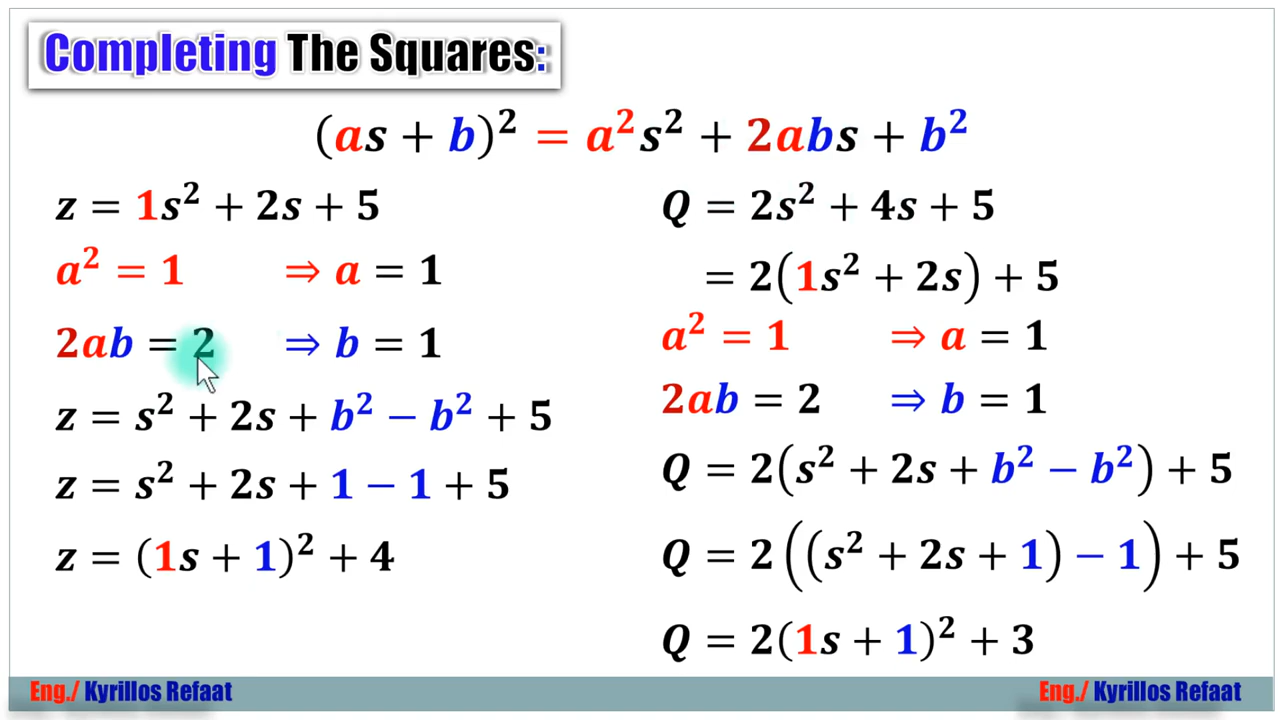 Completing The Squares:
(as + b)² = a²s² + 2abs + b²
z = 1s² + 2s + 5
a² = 1 ⇒ a = 1
2ab = 2 ⇒ b = 1
z = s² + 2s + b² − b² + 5
z = s² + 2s + 1 − 1 + 5
z = (1s + 1)² + 4
Q = 2s² + 4s + 5
= 2(1s² + 2s) + 5
a² = 1 ⇒ a = 1
2ab = 2 ⇒ b = 1
Q = 2(s² + 2s + b² − b²) + 5
Q = 2((s² + 2s + 1) − 1) + 5
Q = 2(1s + 1)² + 3
Eng./ Kyrillos Refaat
Eng./ Kyrillos Refaat